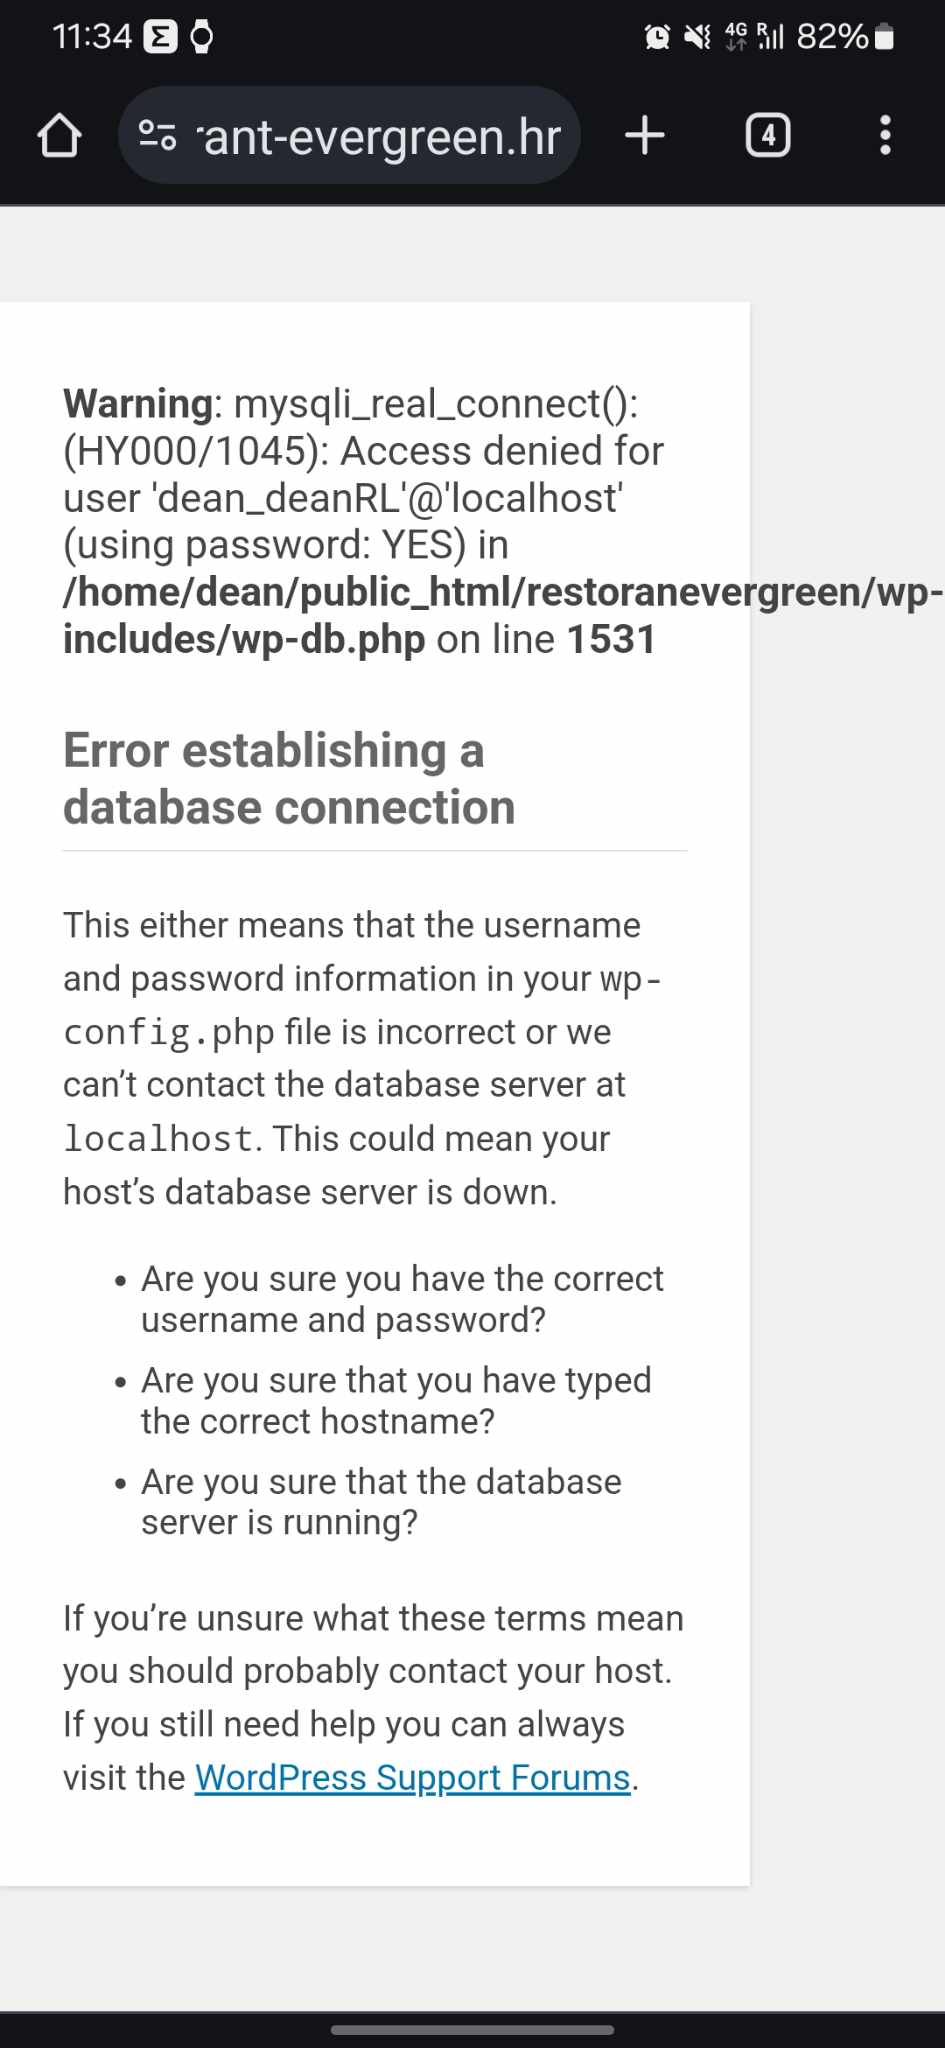 11:34 Σ 4G R 82%
ant-evergreen.hr 4
Warning: mysqli_real_connect():
(HY000/1045): Access denied for
user 'dean_deanRL'@'localhost'
(using password: YES) in
/home/dean/public_html/restoranevergreen/wp-
includes/wp-db.php on line 1531
Error establishing a
database connection
This either means that the username
and password information in your wp-
config.php file is incorrect or we
can’t contact the database server at
localhost. This could mean your
host’s database server is down.
• Are you sure you have the correct
username and password?
• Are you sure that you have typed
the correct hostname?
• Are you sure that the database
server is running?
If you’re unsure what these terms mean
you should probably contact your host.
If you still need help you can always
visit the WordPress Support Forums.